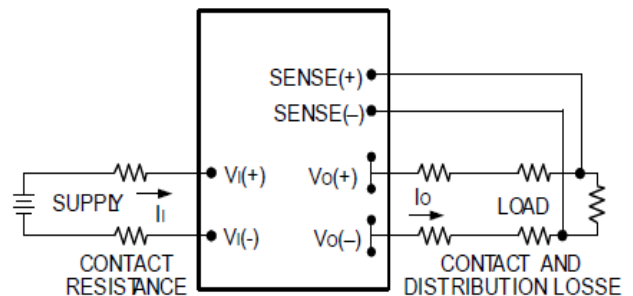 SENSE(+)
SENSE(–)
VI(+)
VO(+)
IO
SUPPLY
II
LOAD
VI(-)
VO(–)
CONTACT
RESISTANCE
CONTACT AND
DISTRIBUTION LOSSE